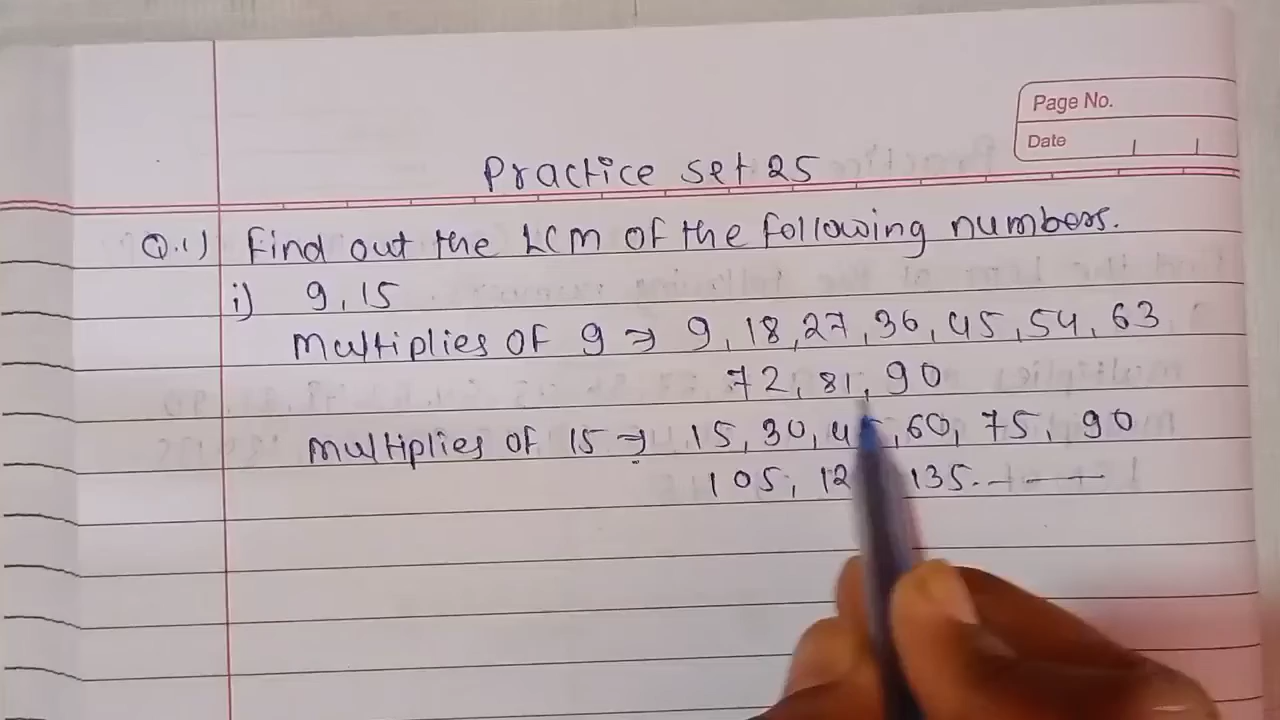 Page No.
Date
Practice set 25
Q.1) Find out the LCM of the following numbers.
i) 9, 15
Multiplies of 9 ⇒ 9, 18, 27, 36, 45, 54, 63
72, 81, 90
Multiplies of 15 ⇒ 15, 30, 45, 60, 75, 90
105, 12 135. - - -